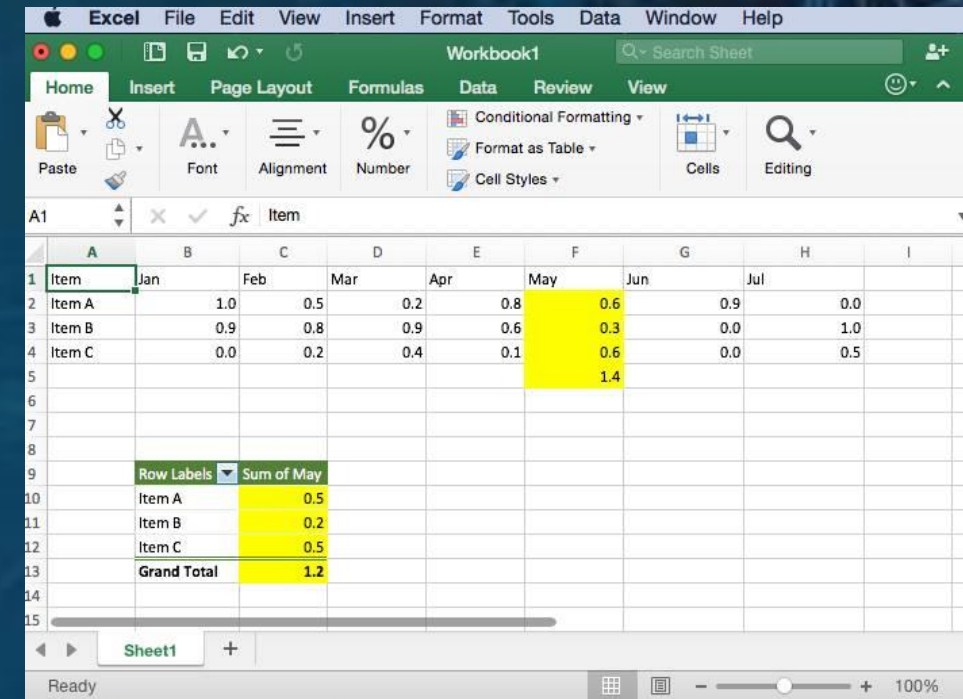 Excel File Edit View Insert Format Tools Data Window Help
Workbook1 Search Sheet
Home Insert Page Layout Formulas Data Review View
Paste A... Font Alignment % Number Conditional Formatting Format as Table Cell Styles Cells Editing
A1 fx Item
A B C D E F G H I
1 Item Jan Feb Mar Apr May Jun Jul
2 Item A 1.0 0.5 0.2 0.8 0.6 0.9 0.0
3 Item B 0.9 0.8 0.9 0.6 0.3 0.0 1.0
4 Item C 0.0 0.2 0.4 0.1 0.6 0.0 0.5
5 1.4
6
7
8
9 Row Labels Sum of May
10 Item A 0.5
11 Item B 0.2
12 Item C 0.5
13 Grand Total 1.2
14
15
Sheet1 +
Ready - + 100%